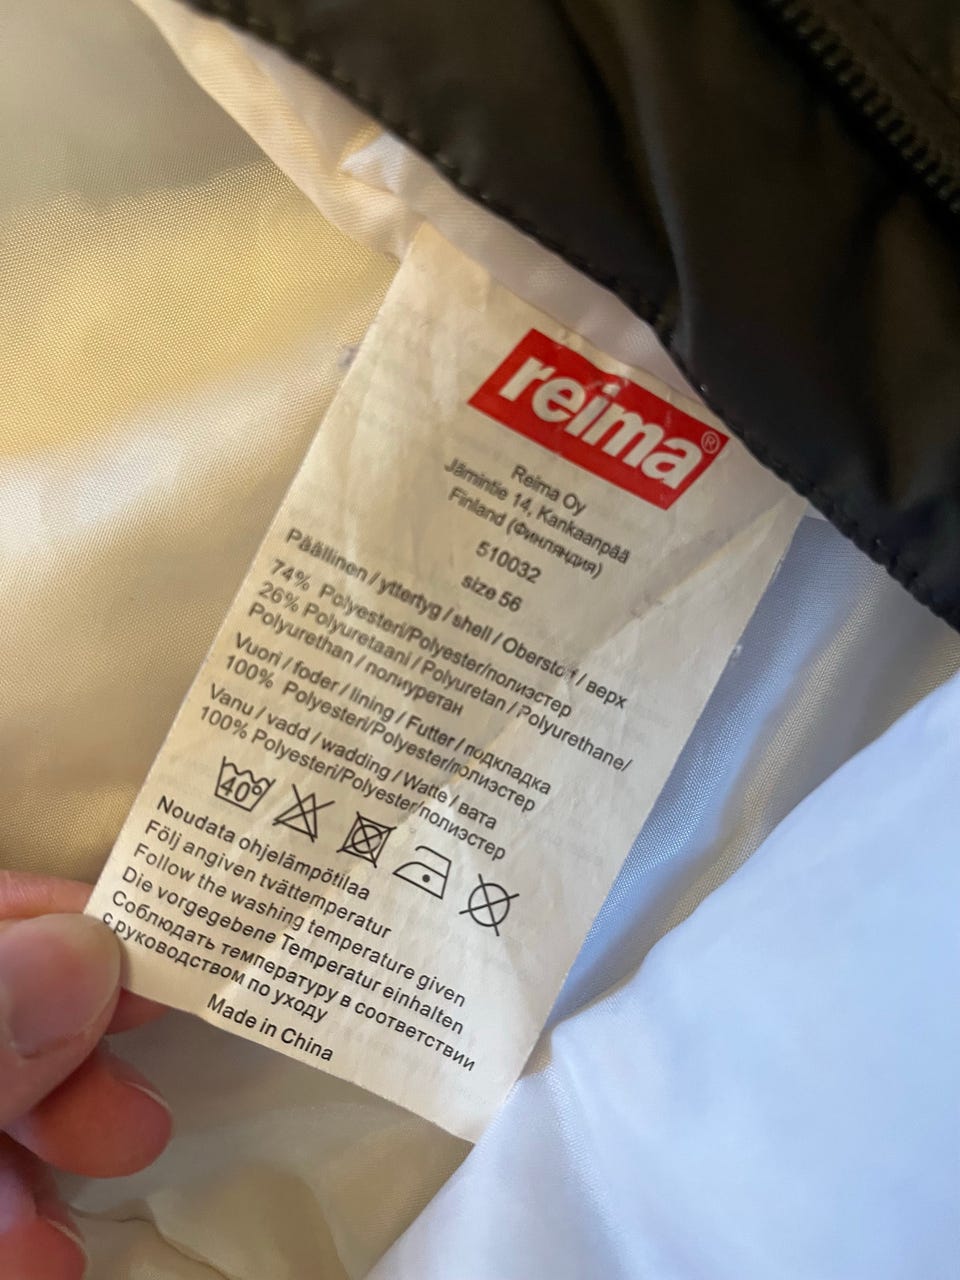 reima®
Reima Oy
Jämintie 14, Kankaanpää
Finland (Финляндия)
510032
size 56
Päällinen / yttertyg / shell / Oberstoff / верх
74% Polyesteri/Polyester/полиэстер
26% Polyuretaani / Polyuretan / Polyurethane/
Polyurethan / полиуретан
Vuori / foder / lining / Futter / подкладка
100% Polyesteri/Polyester/полиэстер
Vanu / vadd / wadding / Watte / вата
100% Polyesteri/Polyester/полиэстер
40°
Noudata ohjelämpötilaa
Följ angiven tvättemperatur
Follow the washing temperature given
Die vorgegebene Temperatur einhalten
Соблюдать температуру в соответствии
с руководством по уходу
Made in China